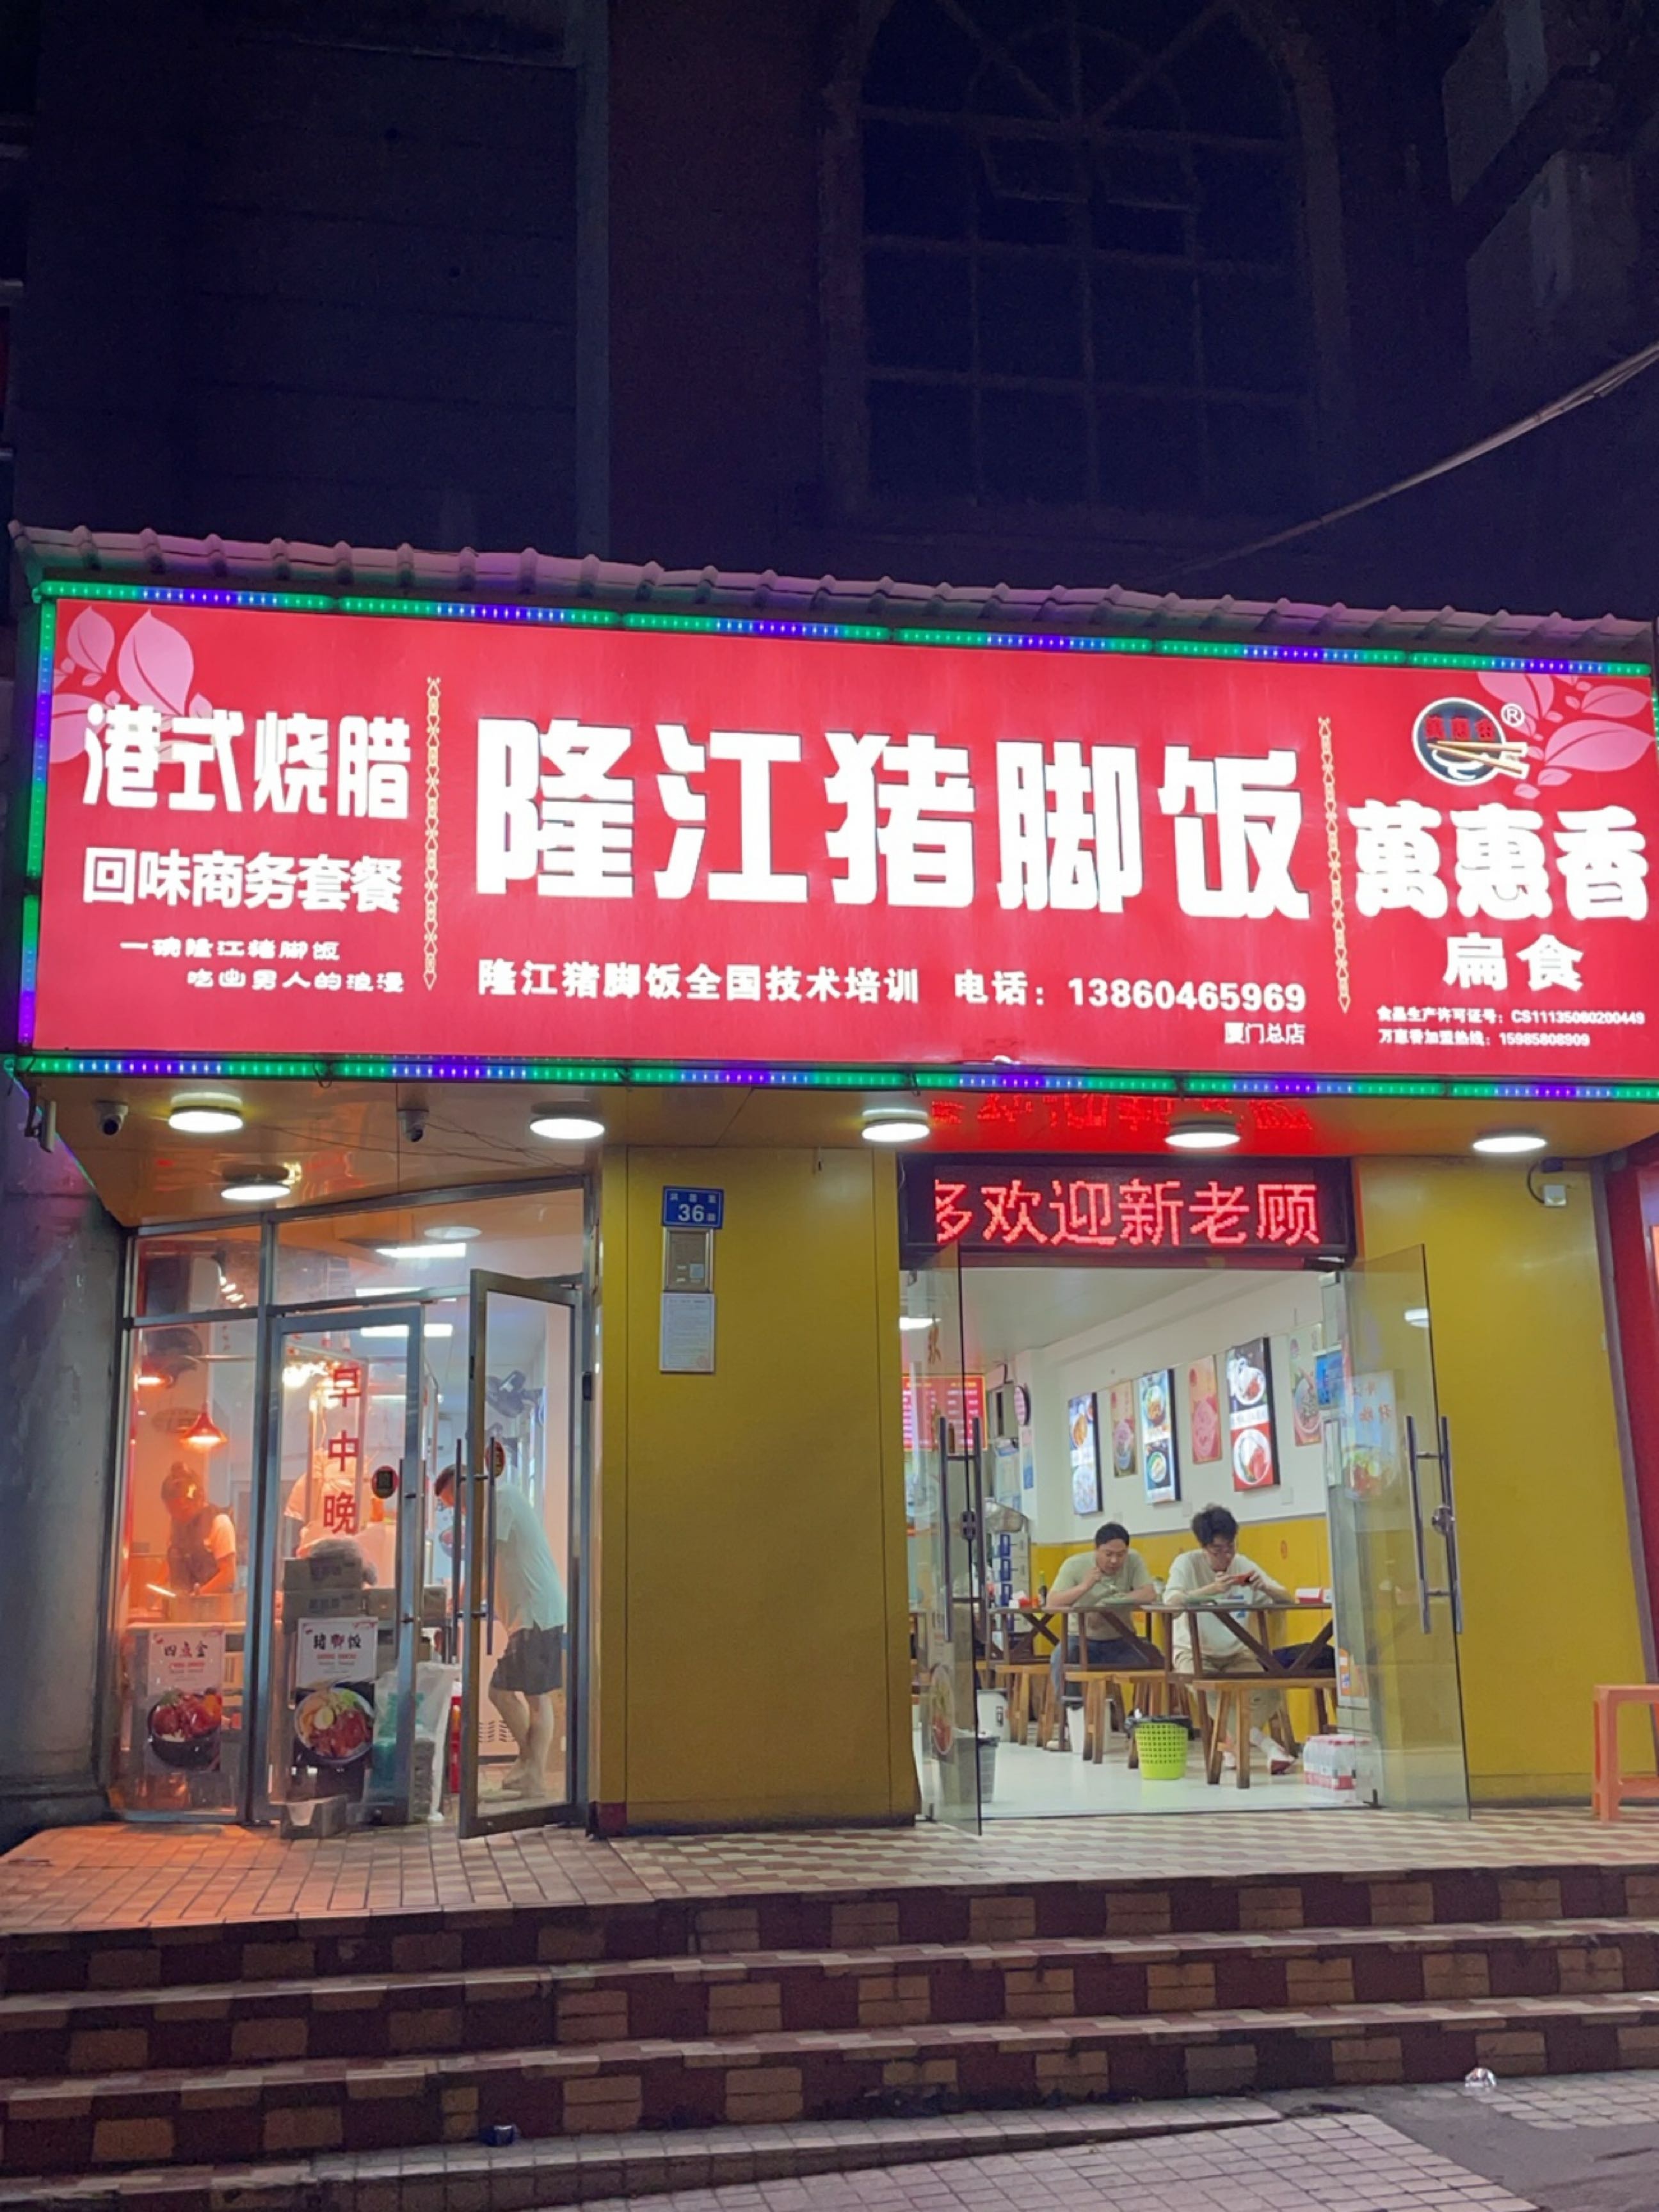 港式烧腊
回味商务套餐
一碗隆江猪脚饭
吃出男人的浪漫
隆江猪脚饭
隆江猪脚饭全国技术培训 电话：13860465969
厦门总店
®
萬惠香
扁食
食品生产许可证号：CS11135080200449
万惠香加盟热线：15985808909
多欢迎新老顾
36
早
中
晚
四点金
猪脚饭